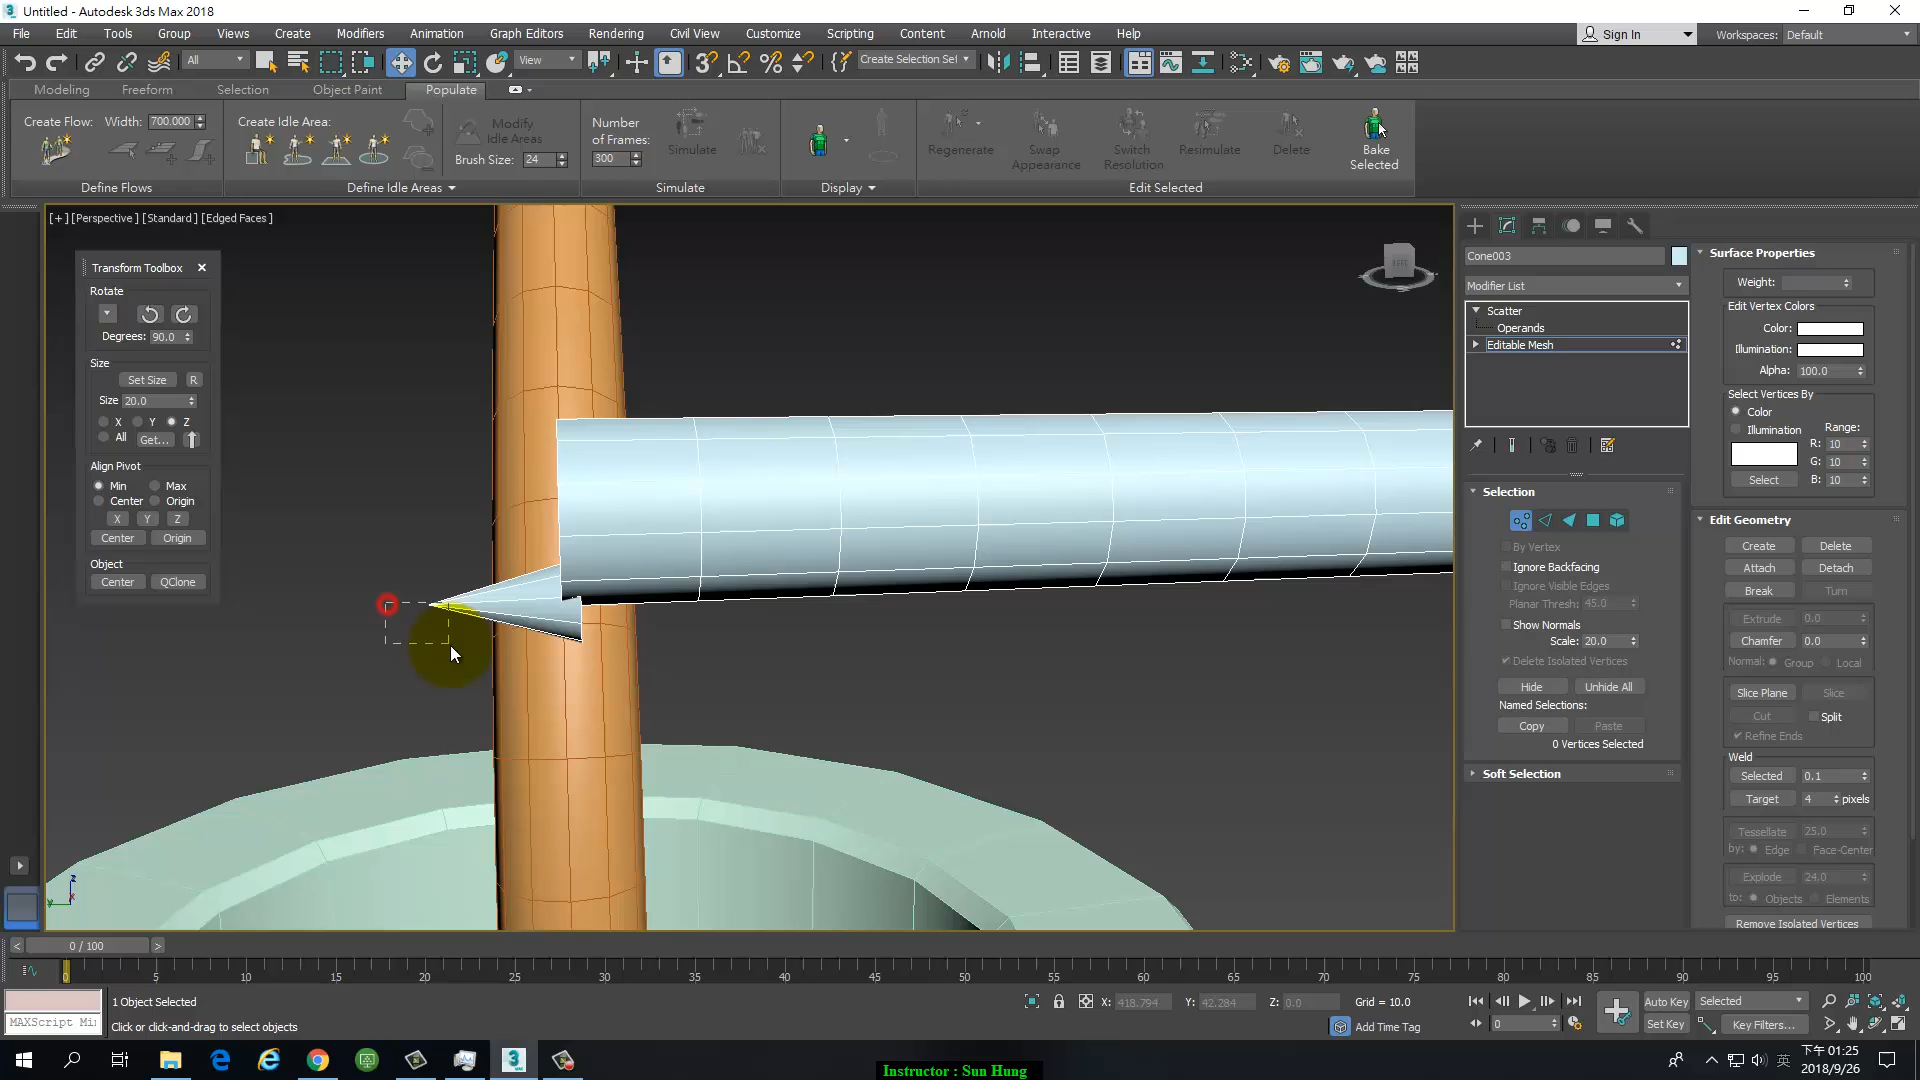 Untitled - Autodesk 3ds Max 2018
File Edit Tools Group Views Create Modifiers Animation Graph Editors Rendering Civil View Customize Scripting Content Arnold Interactive Help Sign In Workspaces: Default
All View Create Selection Set
Modeling Freeform Selection Object Paint Populate
Create Flow: Width: 700.000 Create Idle Area: Modify Idle Areas Number of Frames: 300 Simulate Regenerate Swap Appearance Switch Resolution Resimulate Delete Bake Selected
Brush Size: 24
Define Flows Define Idle Areas Simulate Display Edit Selected
[+] [Perspective] [Standard] [Edged Faces]
Transform Toolbox
Rotate
Degrees: 90.0
Size
Set Size R
Size 20.0
X Y Z
All Get...
Align Pivot
Min Max
Center Origin
X Y Z
Center Origin
Object
Center QClone
Cone003
Modifier List
Scatter
Operands
Editable Mesh
Selection
By Vertex
Ignore Backfacing
Ignore Visible Edges
Planar Thresh: 45.0
Show Normals
Scale: 20.0
Delete Isolated Vertices
Hide Unhide All
Named Selections:
Copy Paste
0 Vertices Selected
Soft Selection
Surface Properties
Weight:
Edit Vertex Colors
Color:
Illumination:
Alpha: 100.0
Select Vertices By
Color
Illumination Range:
R: 10
G: 10
Select B: 10
Edit Geometry
Create Delete
Attach Detach
Break Turn
Extrude 0.0
Chamfer 0.0
Normal: Group Local
Slice Plane Slice
Cut Split
Refine Ends
Weld
Selected 0.1
Target 4 pixels
Tessellate 25.0
by: Edge Face-Center
Explode 24.0
to: Objects Elements
Remove Isolated Vertices
z
y x
< 0 / 100 >
0 5 10 15 20 25 30 35 40 45 50 55 60 65 70 75 80 85 90 95 100
1 Object Selected X: 418.794 Y: 42.284 Z: 0.0 Grid = 10.0 Auto Key Selected
MAXScript Mi Click or click-and-drag to select objects Add Time Tag 0 Set Key Key Filters...
英 下午 01:25
2018/9/26
Instructor : Sun Hung